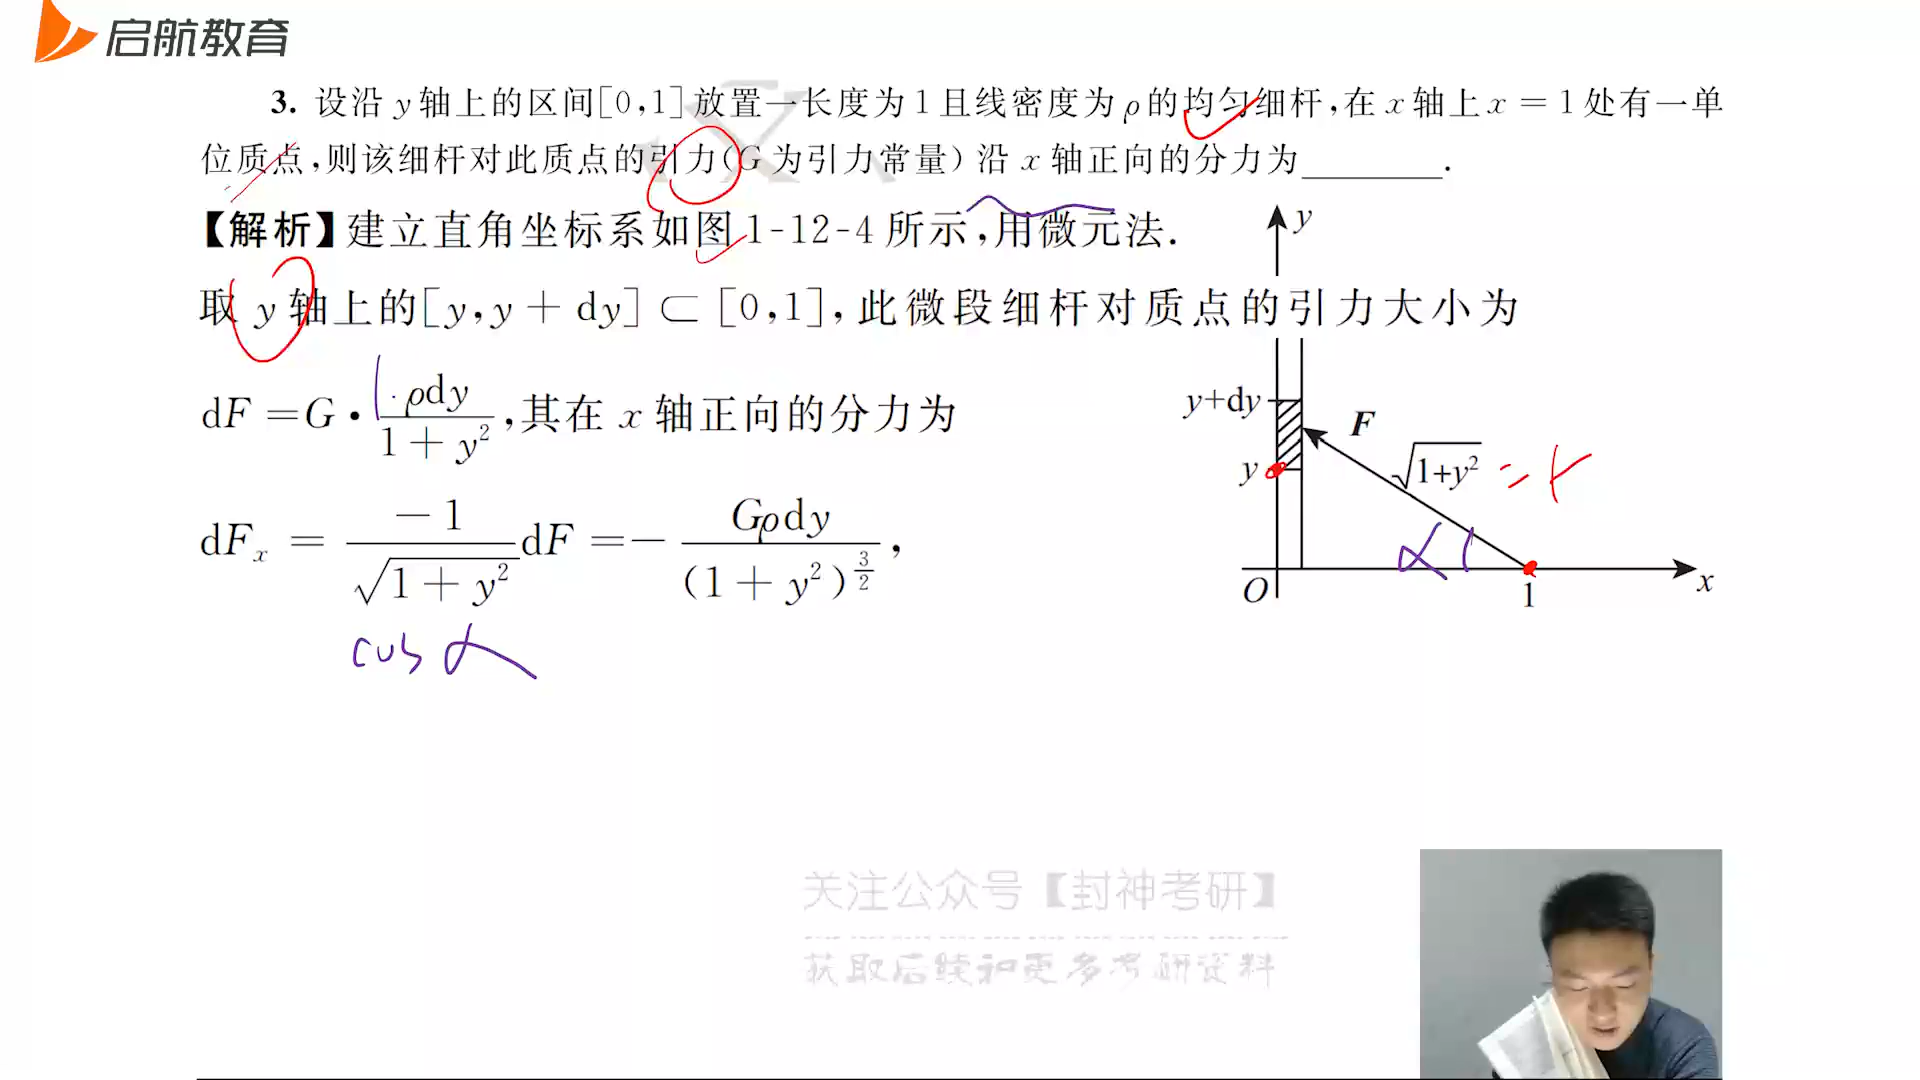 启航教育
3. 设沿 y 轴上的区间[0,1]放置一长度为1且线密度为ρ的均匀细杆,在 x 轴上 x = 1 处有一单
位质点,则该细杆对此质点的引力(G 为引力常量)沿 x 轴正向的分力为________.
【解析】建立直角坐标系如图1-12-4所示,用微元法.
取 y 轴上的[y,y + dy] ⊂ [0,1],此微段细杆对质点的引力大小为
dF = G • 1·ρdy/(1 + y²),其在 x 轴正向的分力为
dFₓ = −1/√(1 + y²) dF = − Gρdy/(1 + y²)^(3/2),
cos α
y
y+dy
F
y
√(1+y²) = r
α
O
1
x
关注公众号【封神考研】
获取后续和更多考研资料